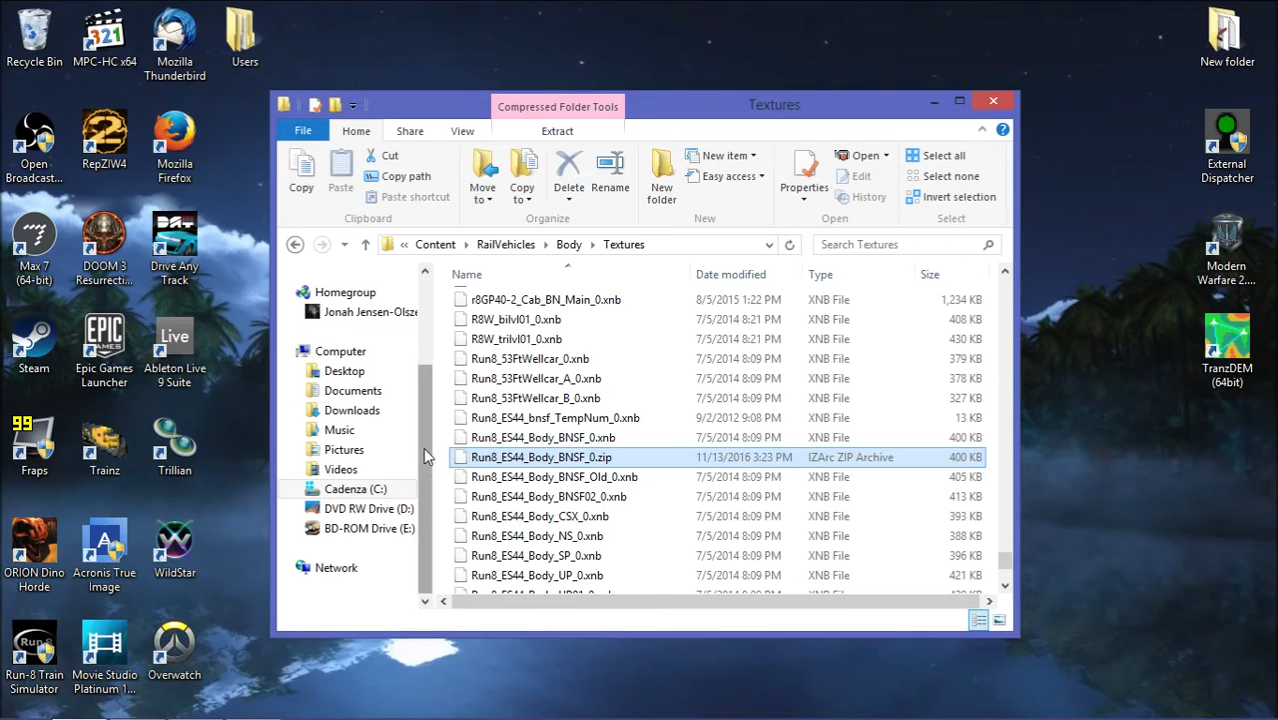 Recycle Bin
MPC-HC x64
Mozilla
Thunderbird
Users
Open
Broadcast...
RepZIW4
Mozilla
Firefox
Max 7
(64-bit)
DOOM 3
Resurrecti...
Drive Any
Track
Steam
Epic Games
Launcher
Live
Ableton Live
9 Suite
99
Fraps
Trainz
Trillian
ORION Dino
Horde
Acronis True
Image
WildStar
Run-8
Run-8 Train
Simulator
Movie Studio
Platinum 1...
Overwatch
New folder
External
Dispatcher
Modern
Warfare 2....
TranzDEM
(64bit)
Compressed Folder Tools
Textures
File
Home
Share
View
Extract
Copy
Paste
Cut
Copy path
Paste shortcut
Clipboard
Move
to
Copy
to
Delete
Rename
Organize
New
folder
New item
Easy access
New
Properties
Open
Edit
History
Open
Select all
Select none
Invert selection
Select
« Content
RailVehicles
Body
Textures
Search Textures
Homegroup
Jonah Jensen-Olsze
Computer
Desktop
Documents
Downloads
Music
Pictures
Videos
Cadenza (C:)
DVD RW Drive (D:)
BD-ROM Drive (E:)
Network
Name Date modified Type Size
r8GP40-2_Cab_BN_Main_0.xnb 8/5/2015 1:22 PM XNB File 1,234 KB
R8W_bilvl01_0.xnb 7/5/2014 8:21 PM XNB File 408 KB
R8W_trilvl01_0.xnb 7/5/2014 8:21 PM XNB File 430 KB
Run8_53FtWellcar_0.xnb 7/5/2014 8:09 PM XNB File 379 KB
Run8_53FtWellcar_A_0.xnb 7/5/2014 8:09 PM XNB File 378 KB
Run8_53FtWellcar_B_0.xnb 7/5/2014 8:09 PM XNB File 327 KB
Run8_ES44_bnsf_TempNum_0.xnb 9/2/2012 9:08 PM XNB File 13 KB
Run8_ES44_Body_BNSF_0.xnb 7/5/2014 8:09 PM XNB File 400 KB
Run8_ES44_Body_BNSF_0.zip 11/13/2016 3:23 PM IZArc ZIP Archive 400 KB
Run8_ES44_Body_BNSF_Old_0.xnb 7/5/2014 8:09 PM XNB File 405 KB
Run8_ES44_Body_BNSF02_0.xnb 7/5/2014 8:09 PM XNB File 413 KB
Run8_ES44_Body_CSX_0.xnb 7/5/2014 8:09 PM XNB File 393 KB
Run8_ES44_Body_NS_0.xnb 7/5/2014 8:09 PM XNB File 388 KB
Run8_ES44_Body_SP_0.xnb 7/5/2014 8:09 PM XNB File 396 KB
Run8_ES44_Body_UP_0.xnb 7/5/2014 8:09 PM XNB File 421 KB